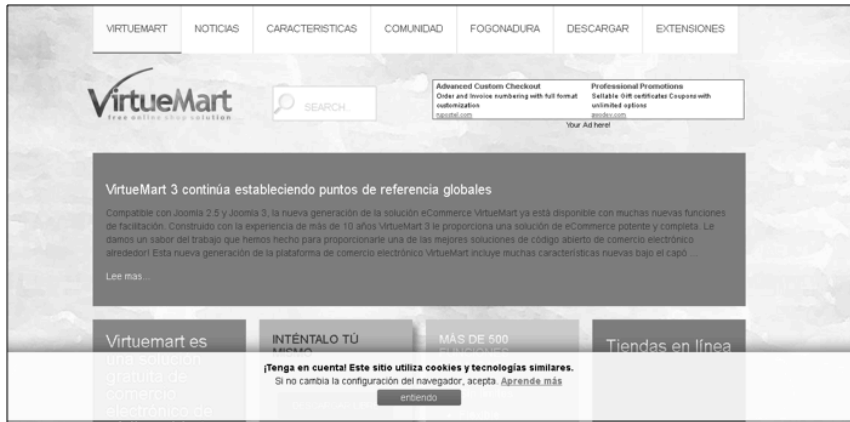 VIRTUEMART NOTICIAS CARACTERISTICAS COMUNIDAD FOGONADURA DESCARGAR EXTENSIONES
VirtueMart
free online shop solution
SEARCH...
Advanced Custom Checkout
Order and Invoice numbering with full format
customization
rupostel.com
Professional Promotions
Sellable Gift certificates Coupons with
unlimited options
awodev.com
Your Ad here!
VirtueMart 3 continúa estableciendo puntos de referencia globales
Compatible con Joomla 2.5 y Joomla 3, la nueva generación de la solución eCommerce VirtueMart ya está disponible con muchas nuevas funciones
de facilitación. Construido con la experiencia de más de 10 años VirtueMart 3 le proporciona una solución de eCommerce potente y completa. Le
damos un sabor del trabajo que hemos hecho para proporcionarle una de las mejores soluciones de código abierto de comercio electrónico
alrededor! Esta nueva generación de la plataforma de comercio electrónico VirtueMart incluye muchas características nuevas bajo el capó....
Lee mas...
Virtuemart es
una solución
gratuita de
comercio
electrónico de
INTÉNTALO TÚ
MISMO
MÁS DE 500
FUNCIONES
Tiendas en línea
¡Tenga en cuenta! Este sitio utiliza cookies y tecnologías similares.
Si no cambia la configuración del navegador, acepta. Aprende más
entiendo